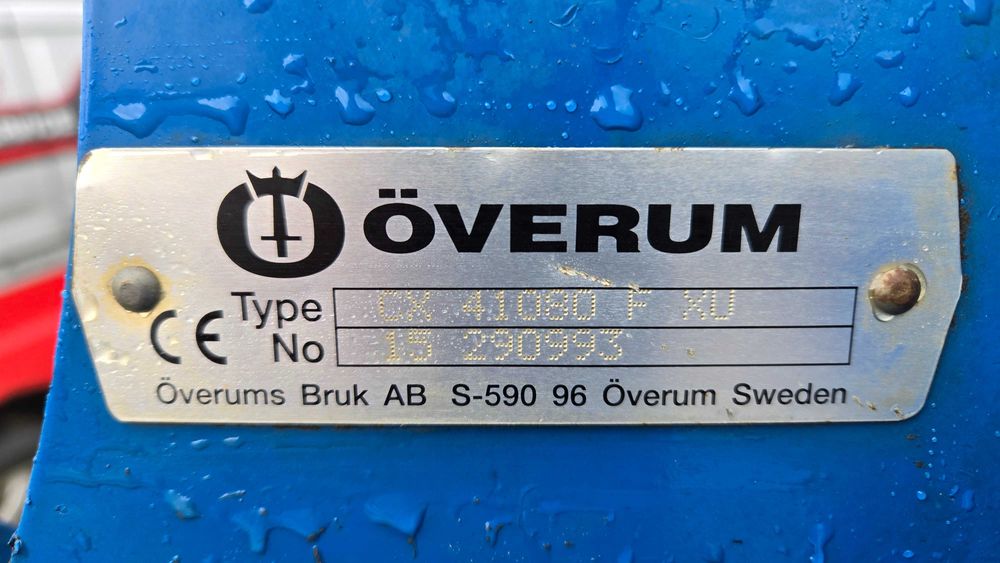 ÖVERUM
Type CX 41080 F XU
CE No 15 290993
Överums Bruk AB S-590 96 Överum Sweden